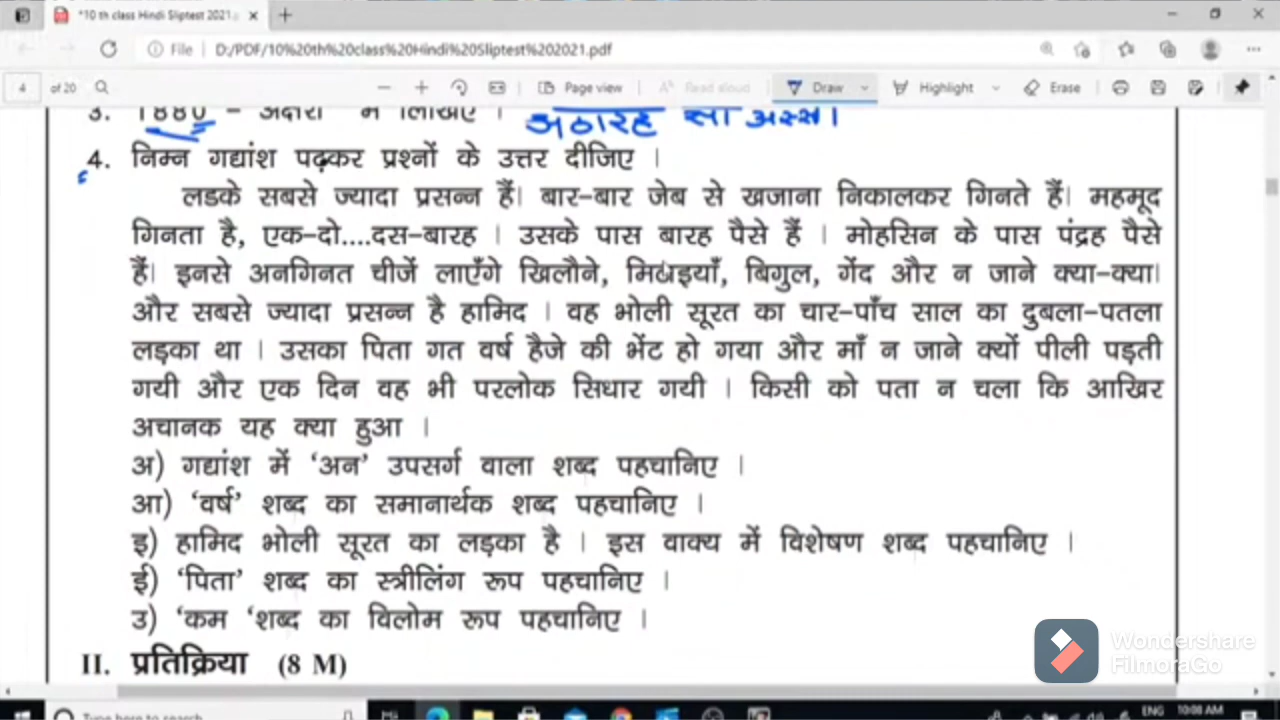 *10 th class Hindi Sliptest 2021.p
File D:/PDF/10%20th%20class%20Hindi%20Sliptest%202021.pdf
4 of 20 Page view Read aloud Draw Highlight Erase
3. 1880 – अक्षरों में लिखिए । अठारह सौ अस्सी।
4. निम्न गद्यांश पढ़कर प्रश्नों के उत्तर दीजिए ।
लडके सबसे ज्यादा प्रसन्न हैं। बार-बार जेब से खजाना निकालकर गिनते हैं। महमूद
गिनता है, एक-दो....दस-बारह । उसके पास बारह पैसे हैं । मोहसिन के पास पंद्रह पैसे
हैं। इनसे अनगिनत चीजें लाएँगे खिलौने, मिठाइयाँ, बिगुल, गेंद और न जाने क्या-क्या।
और सबसे ज्यादा प्रसन्न है हामिद । वह भोली सूरत का चार-पाँच साल का दुबला-पतला
लड़का था । उसका पिता गत वर्ष हैजे की भेंट हो गया और माँ न जाने क्यों पीली पड़ती
गयी और एक दिन वह भी परलोक सिधार गयी । किसी को पता न चला कि आखिर
अचानक यह क्या हुआ ।
अ) गद्यांश में ‘अन’ उपसर्ग वाला शब्द पहचानिए ।
आ) ‘वर्ष’ शब्द का समानार्थक शब्द पहचानिए ।
इ) हामिद भोली सूरत का लड़का है । इस वाक्य में विशेषण शब्द पहचानिए ।
ई) ‘पिता’ शब्द का स्त्रीलिंग रूप पहचानिए ।
उ) ‘कम ‘शब्द का विलोम रूप पहचानिए ।
II. प्रतिक्रिया (8 M)
Wondershare
FilmoraGo
Type here to search ENG 10:08 AM